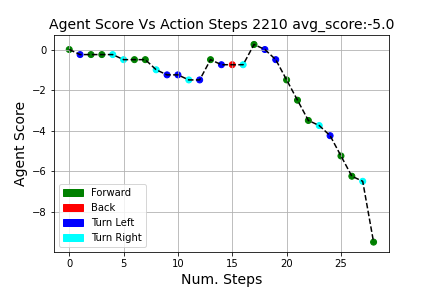 Agent Score Vs Action Steps 2210 avg_score:-5.0
Agent Score
0
−2
−4
−6
−8
Forward
Back
Turn Left
Turn Right
0 5 10 15 20 25
Num. Steps